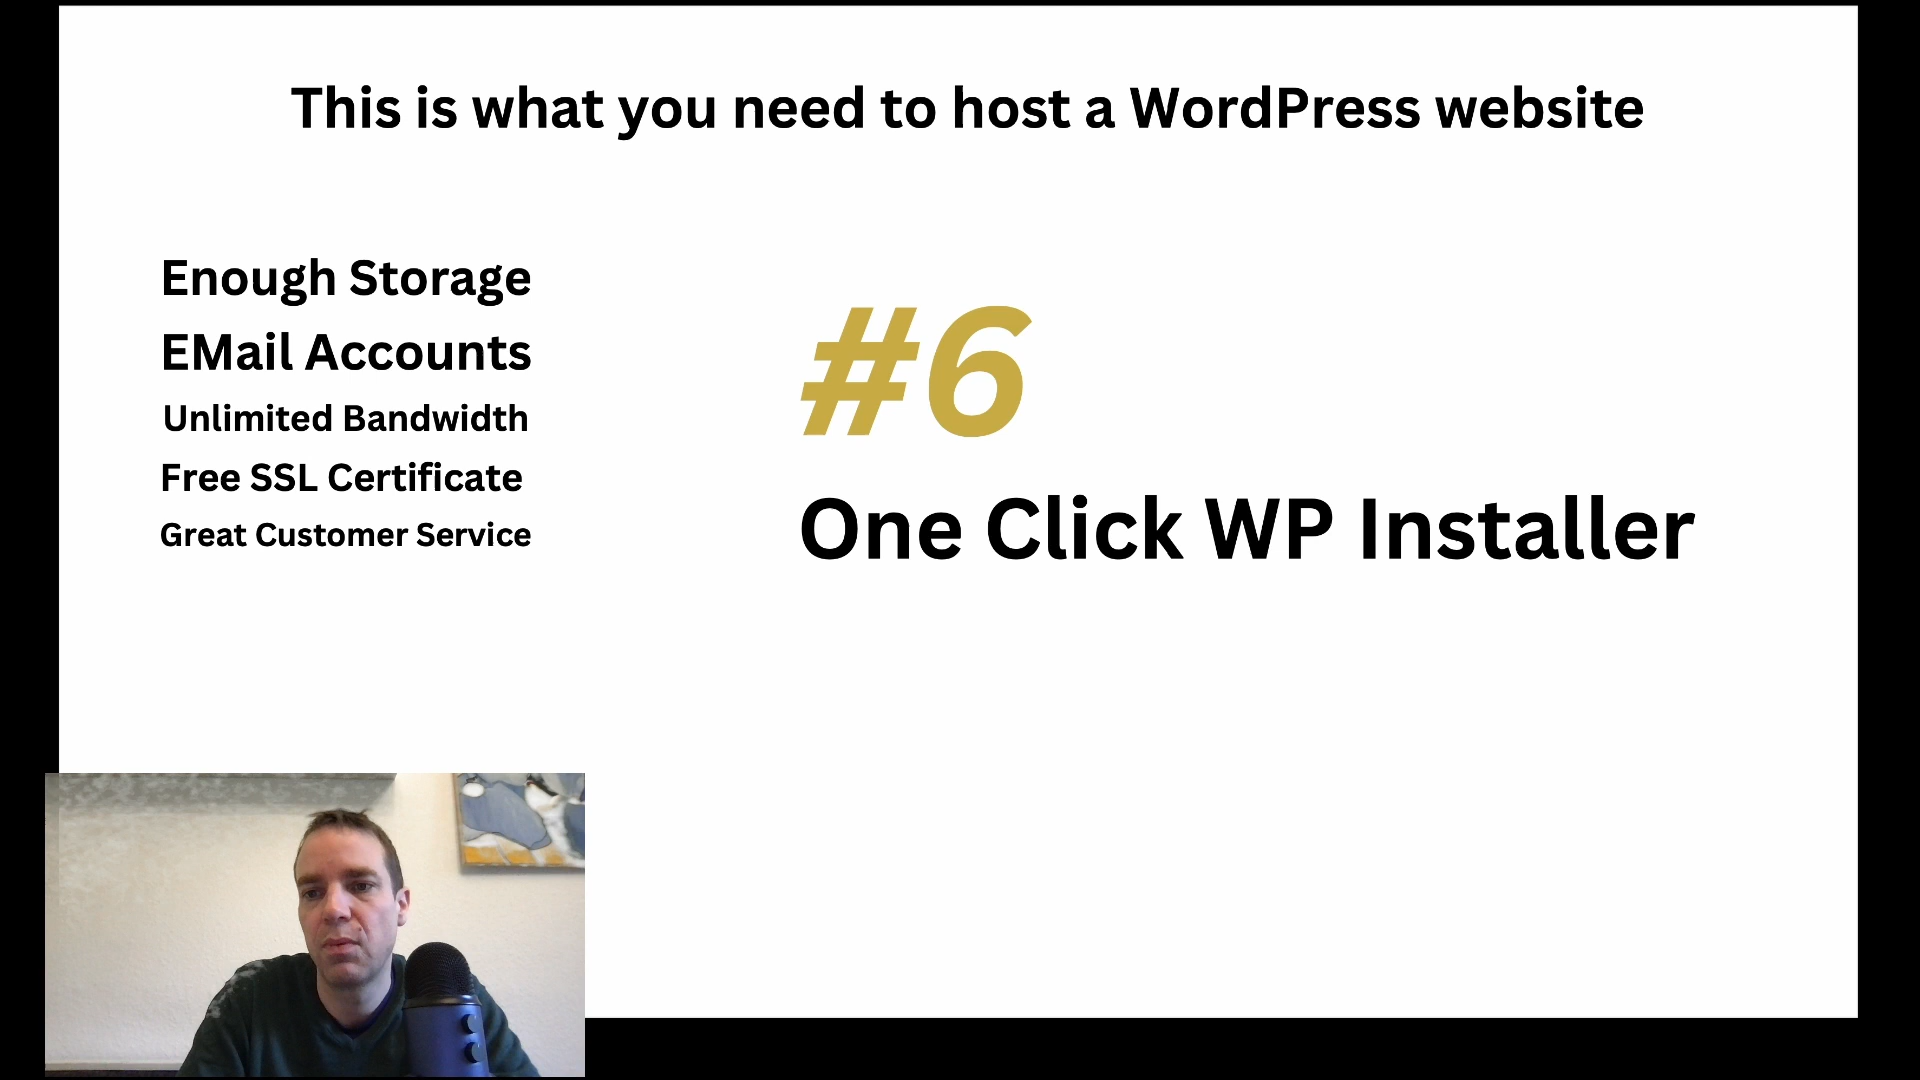 This is what you need to host a WordPress website
Enough Storage
EMail Accounts
Unlimited Bandwidth
Free SSL Certificate
Great Customer Service
#6
One Click WP Installer